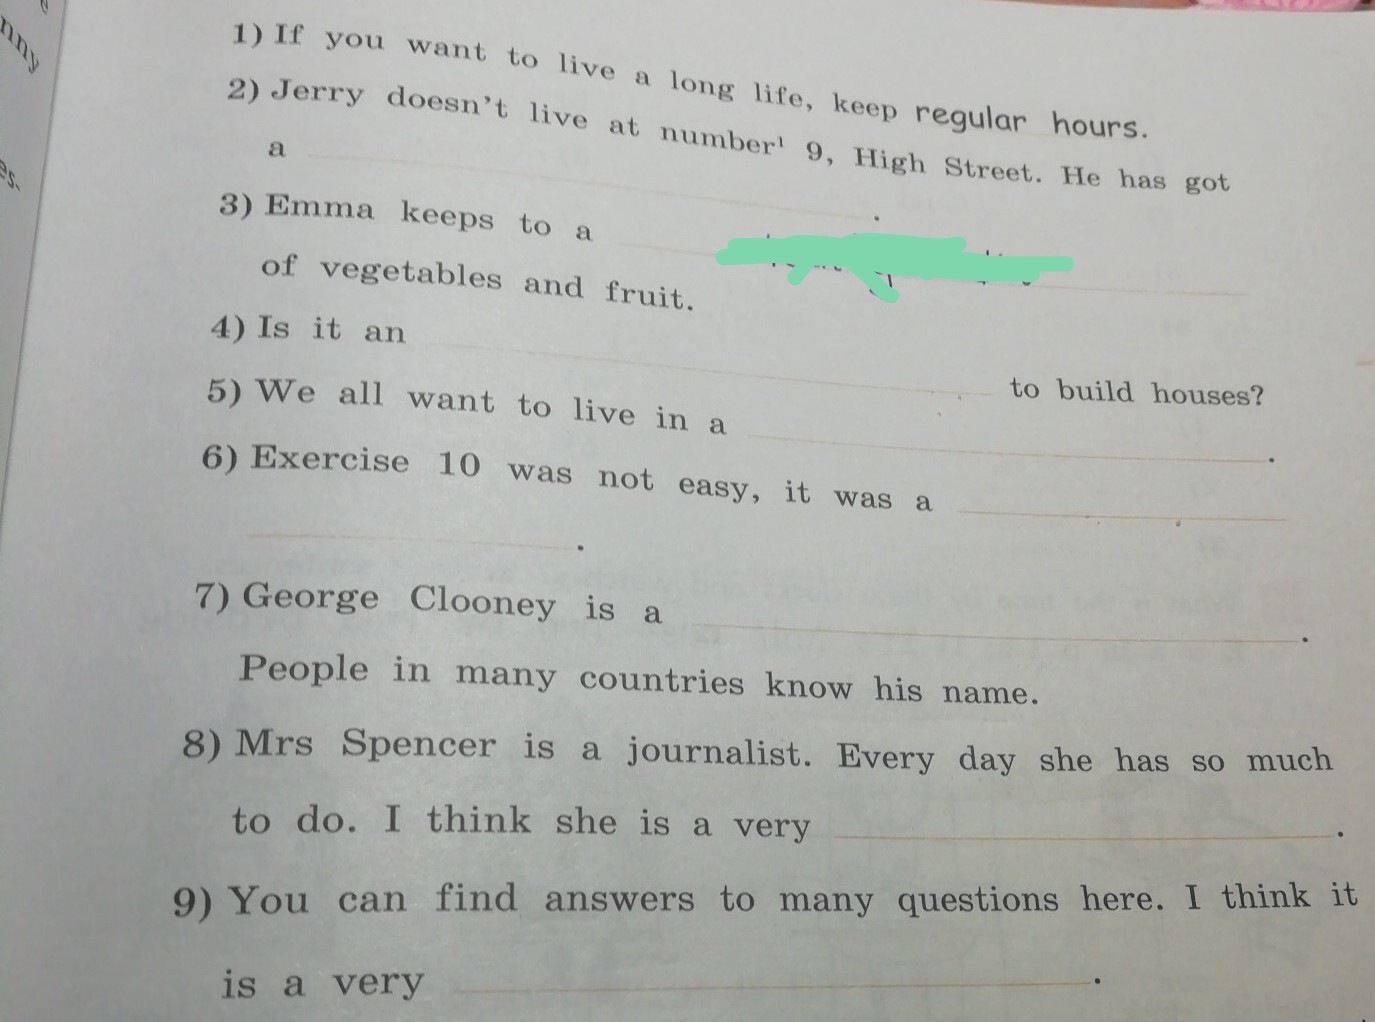 nny
es.
1) If you want to live a long life, keep regular hours.
2) Jerry doesn't live at number¹ 9, High Street. He has got
a .
3) Emma keeps to a
of vegetables and fruit.
4) Is it an to build houses?
5) We all want to live in a .
6) Exercise 10 was not easy, it was a
.
7) George Clooney is a .
People in many countries know his name.
8) Mrs Spencer is a journalist. Every day she has so much
to do. I think she is a very .
9) You can find answers to many questions here. I think it
is a very .